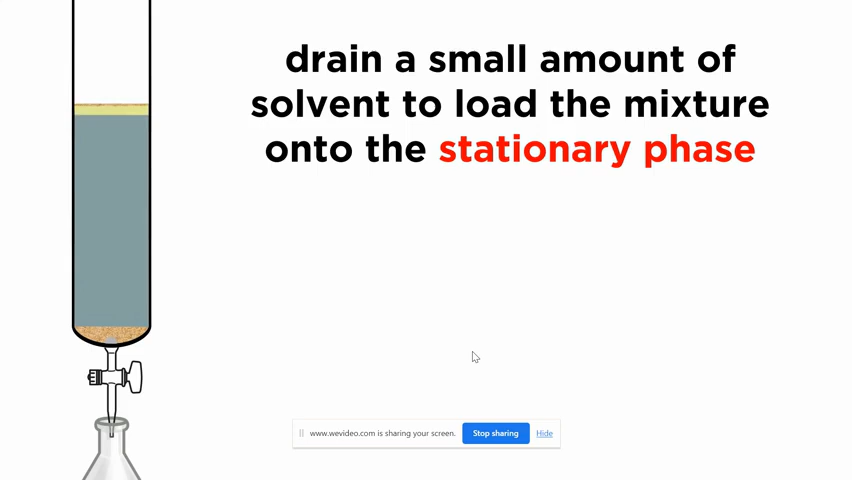 drain a small amount of
solvent to load the mixture
onto the stationary phase
www.wevideo.com is sharing your screen. Stop sharing Hide